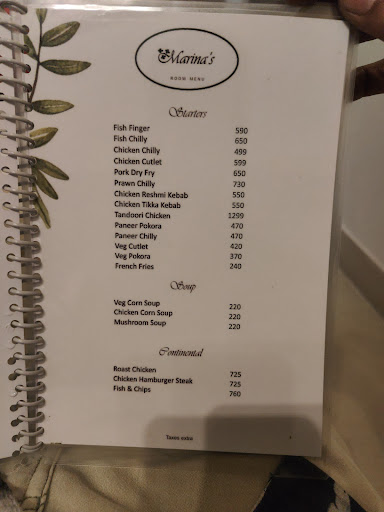 Marina's
ROOM MENU
Starters
Fish Finger 590
Fish Chilly 650
Chicken Chilly 499
Chicken Cutlet 599
Pork Dry Fry 650
Prawn Chilly 730
Chicken Reshmi Kebab 550
Chicken Tikka Kebab 550
Tandoori Chicken 1299
Paneer Pokora 470
Paneer Chilly 470
Veg Cutlet 420
Veg Pokora 370
French Fries 240
Soup
Veg Corn Soup 220
Chicken Corn Soup 220
Mushroom Soup 220
Continental
Roast Chicken 725
Chicken Hamburger Steak 725
Fish & Chips 760
Taxes extra